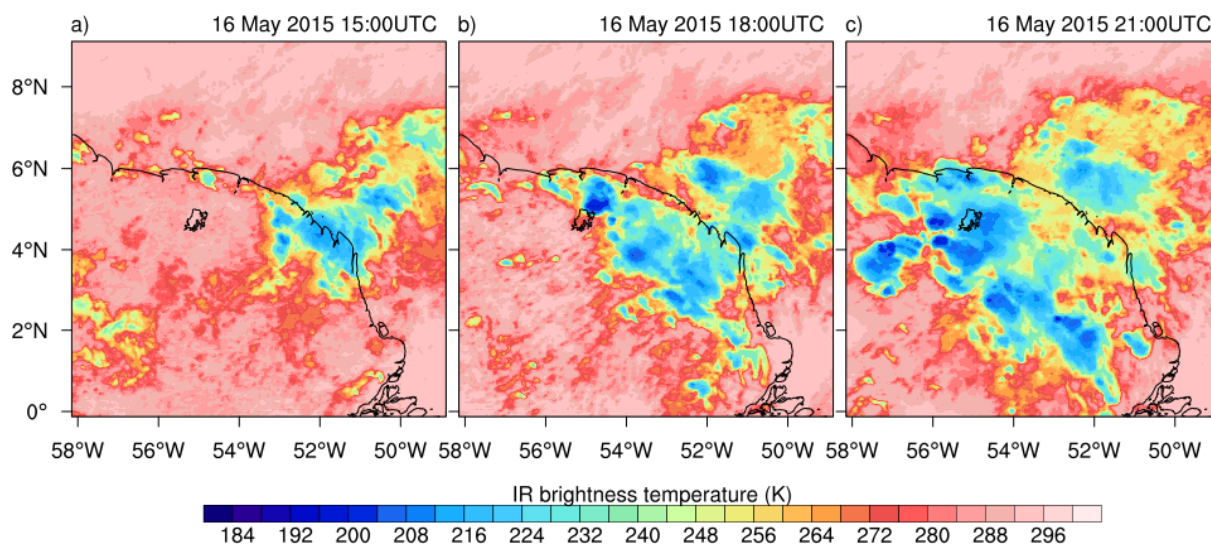 a) 16 May 2015 15:00UTC b) 16 May 2015 18:00UTC c) 16 May 2015 21:00UTC
8°N
6°N
4°N
2°N
0°
58°W 56°W 54°W 52°W 50°W 58°W 56°W 54°W 52°W 50°W 58°W 56°W 54°W 52°W 50°W
IR brightness temperature (K)
184 192 200 208 216 224 232 240 248 256 264 272 280 288 296